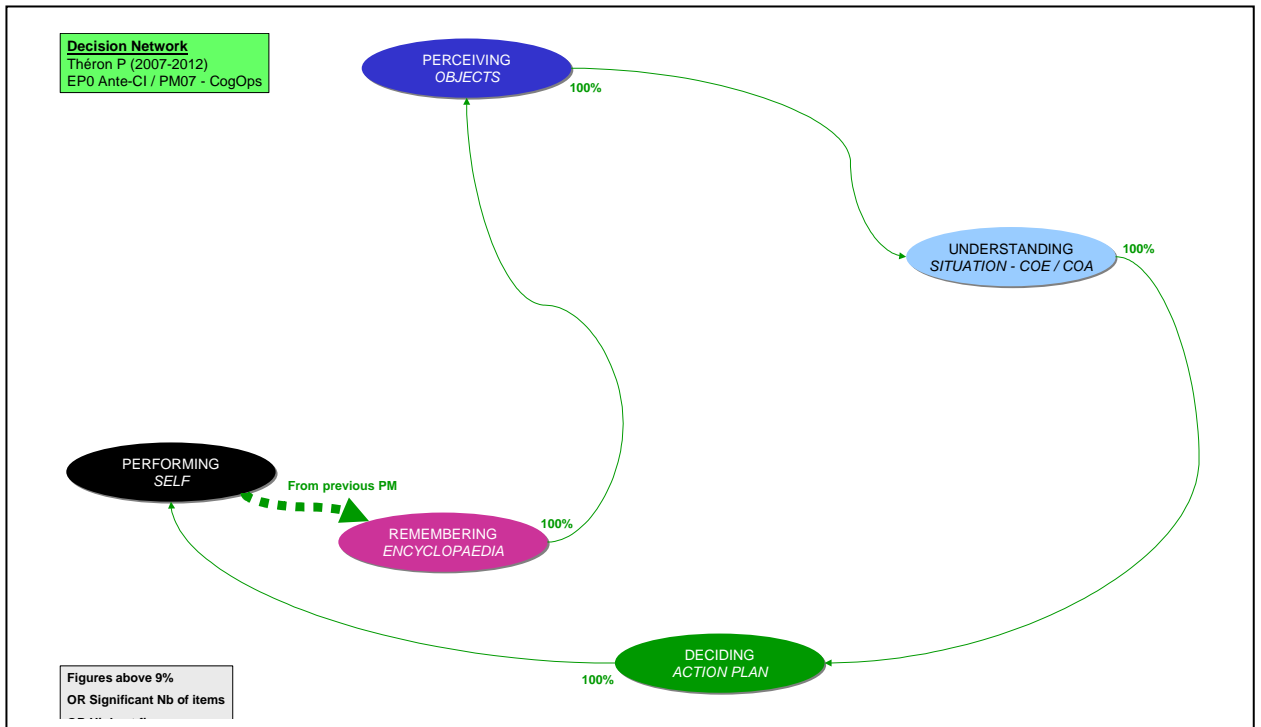 Decision Network
Théron P (2007-2012)
EP0 Ante-CI / PM07 - CogOps
PERCEIVING
OBJECTS
100%
UNDERSTANDING
SITUATION - COE / COA
100%
PERFORMING
SELF
From previous PM
REMEMBERING
ENCYCLOPAEDIA
100%
DECIDING
ACTION PLAN
100%
Figures above 9%
OR Significant Nb of items